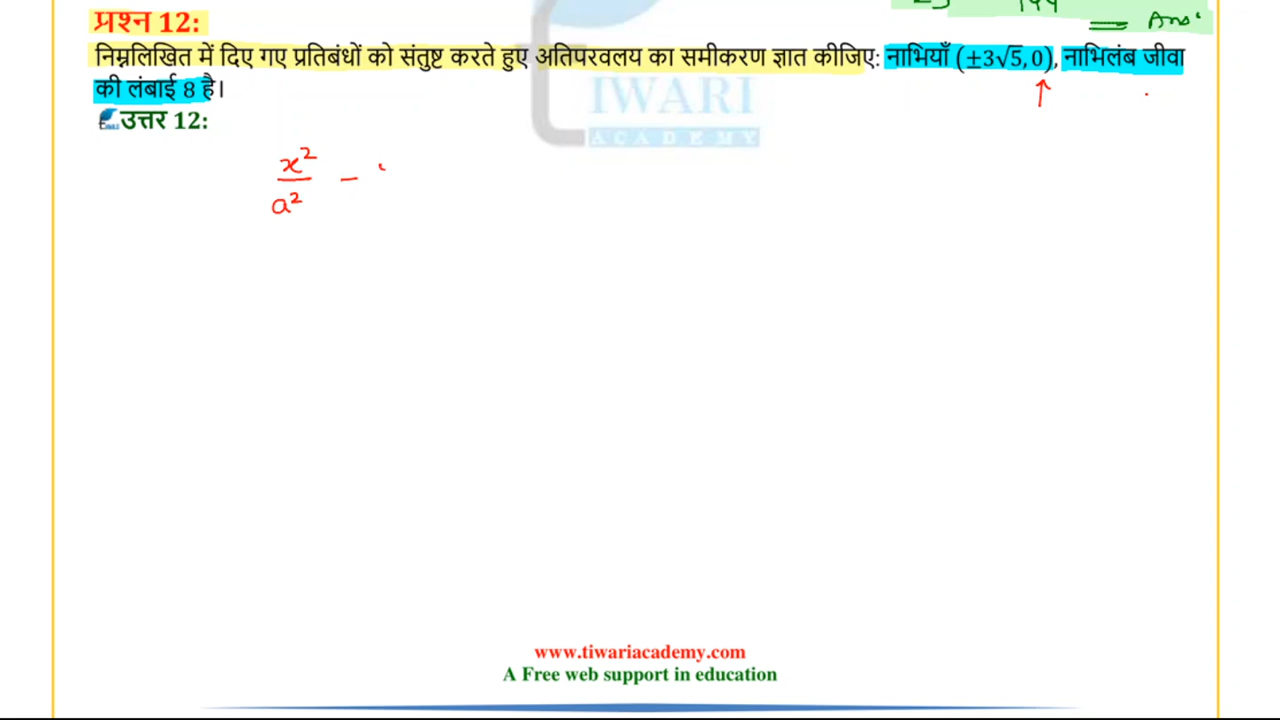 Ans.
प्रश्न 12:
निम्नलिखित में दिए गए प्रतिबंधों को संतुष्ट करते हुए अतिपरवलय का समीकरण ज्ञात कीजिए: नाभियाँ (±3√5, 0), नाभिलंब जीवा
की लंबाई 8 है।
IWARI
ACADEMY
उत्तर 12:
x²
—
a²
www.tiwariacademy.com
A Free web support in education